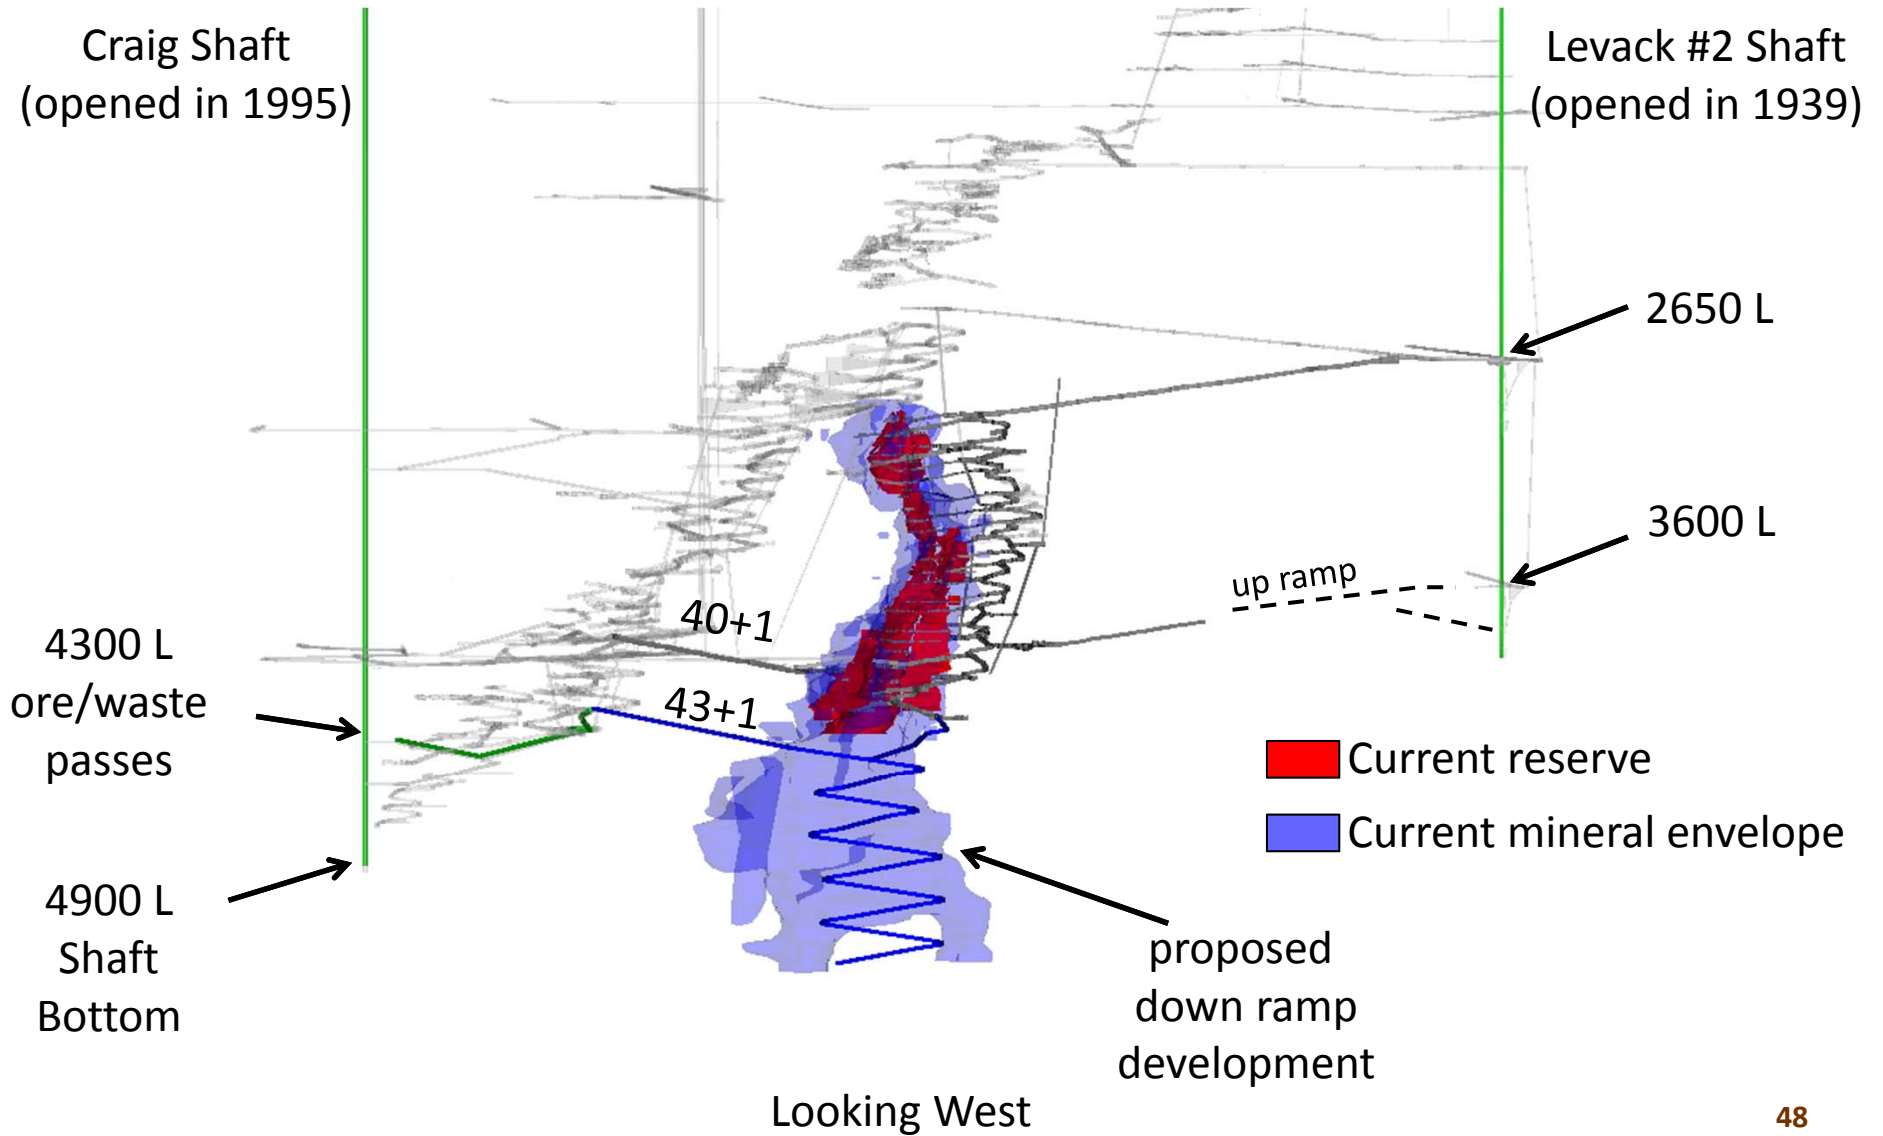 Craig Shaft
(opened in 1995)
Levack #2 Shaft
(opened in 1939)
2650 L
3600 L
up ramp
40+1
43+1
4300 L
ore/waste
passes
4900 L
Shaft
Bottom
Current reserve
Current mineral envelope
proposed
down ramp
development
Looking West
48